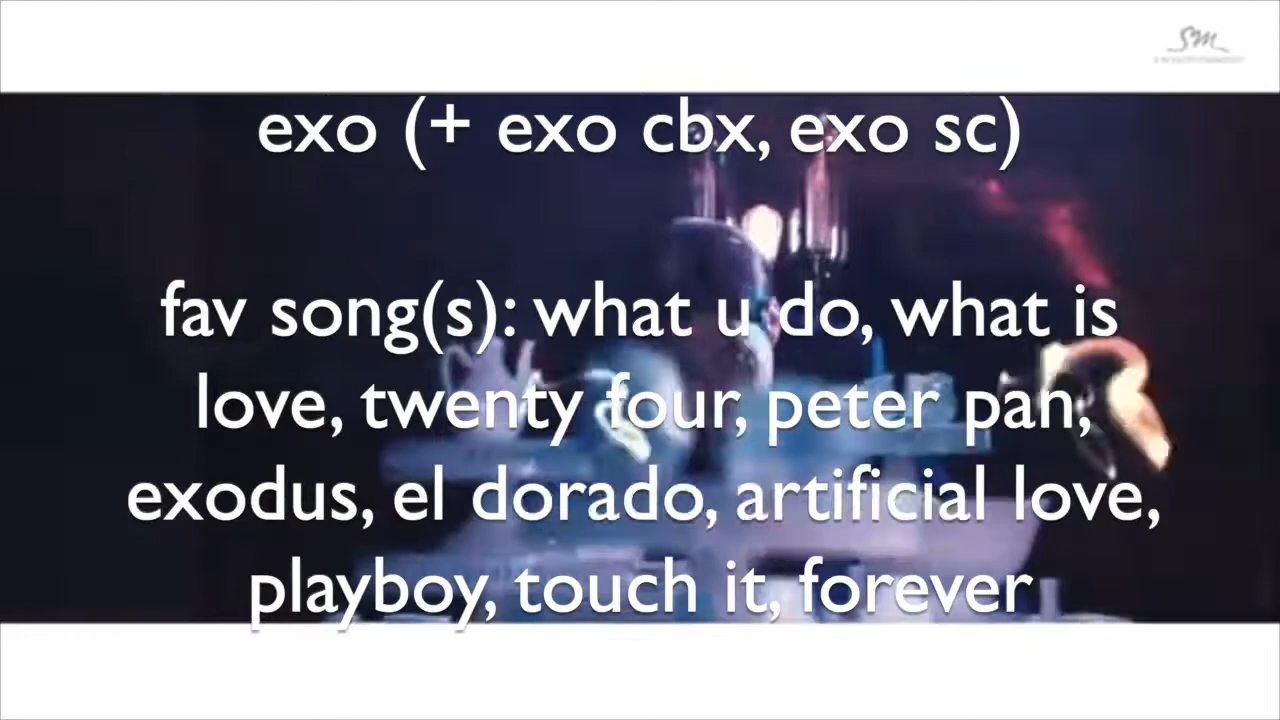 SM
exo (+ exo cbx, exo sc)
fav song(s): what u do, what is
love, twenty four, peter pan,
exodus, el dorado, artificial love,
playboy, touch it, forever